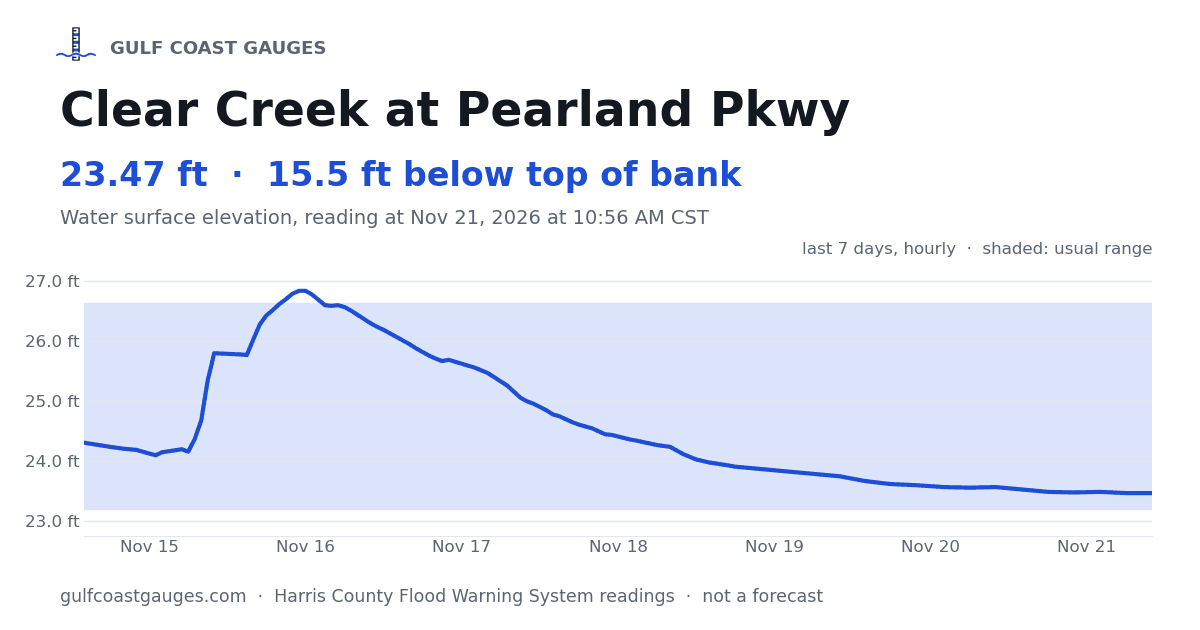 GULF COAST GAUGES
Clear Creek at Pearland Pkwy
23.47 ft · 15.5 ft below top of bank
Water surface elevation, reading at Nov 21, 2026 at 10:56 AM CST
last 7 days, hourly · shaded: usual range
27.0 ft
26.0 ft
25.0 ft
24.0 ft
23.0 ft
Nov 15 Nov 16 Nov 17 Nov 18 Nov 19 Nov 20 Nov 21
gulfcoastgauges.com · Harris County Flood Warning System readings · not a forecast